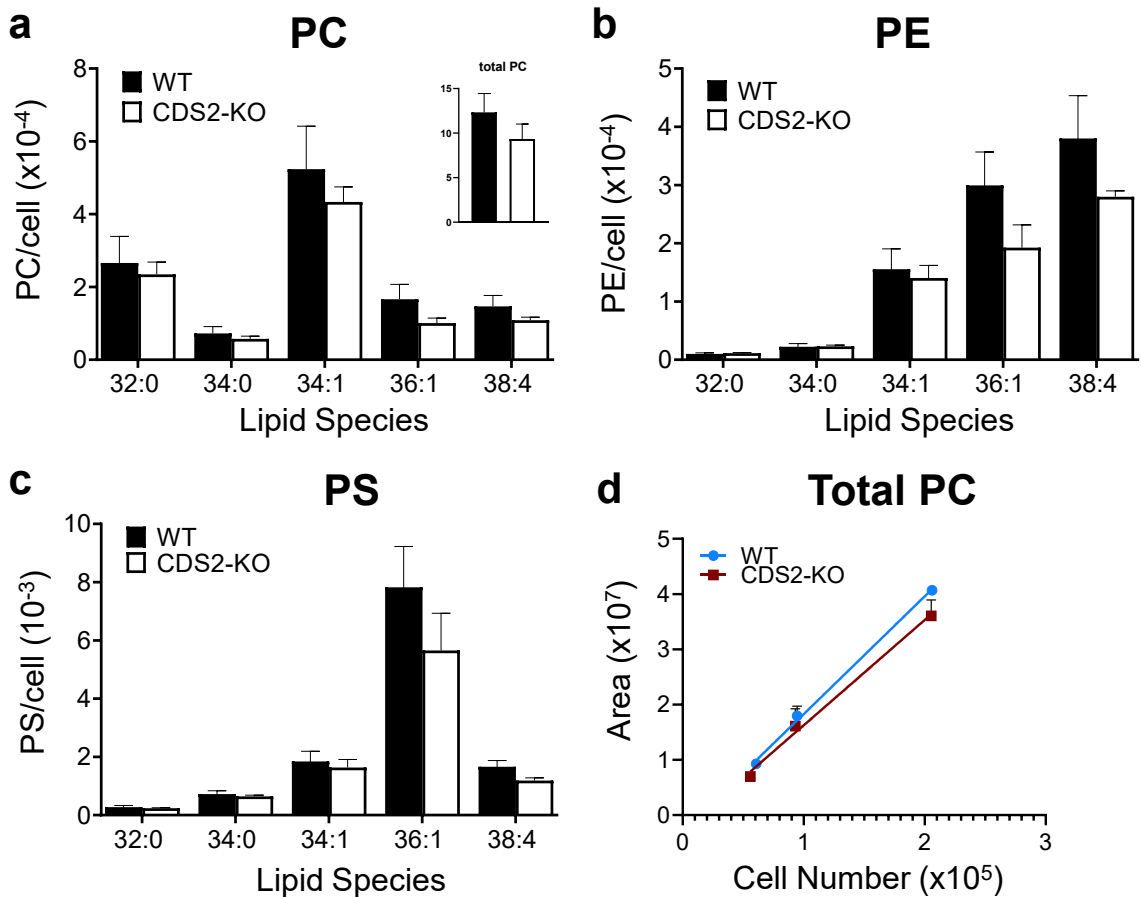 a
PC
PC/cell (x10⁻⁴)
8
6
4
2
0
WT
CDS2-KO
total PC
15
10
5
0
32:0 34:0 34:1 36:1 38:4
Lipid Species
b
PE
PE/cell (x10⁻⁴)
5
4
3
2
1
0
WT
CDS2-KO
32:0 34:0 34:1 36:1 38:4
Lipid Species
c
PS
PS/cell (10⁻³)
10
8
6
4
2
0
WT
CDS2-KO
32:0 34:0 34:1 36:1 38:4
Lipid Species
d
Total PC
Area (x10⁷)
5
4
3
2
1
0
WT
CDS2-KO
0 1 2 3
Cell Number (x10⁵)